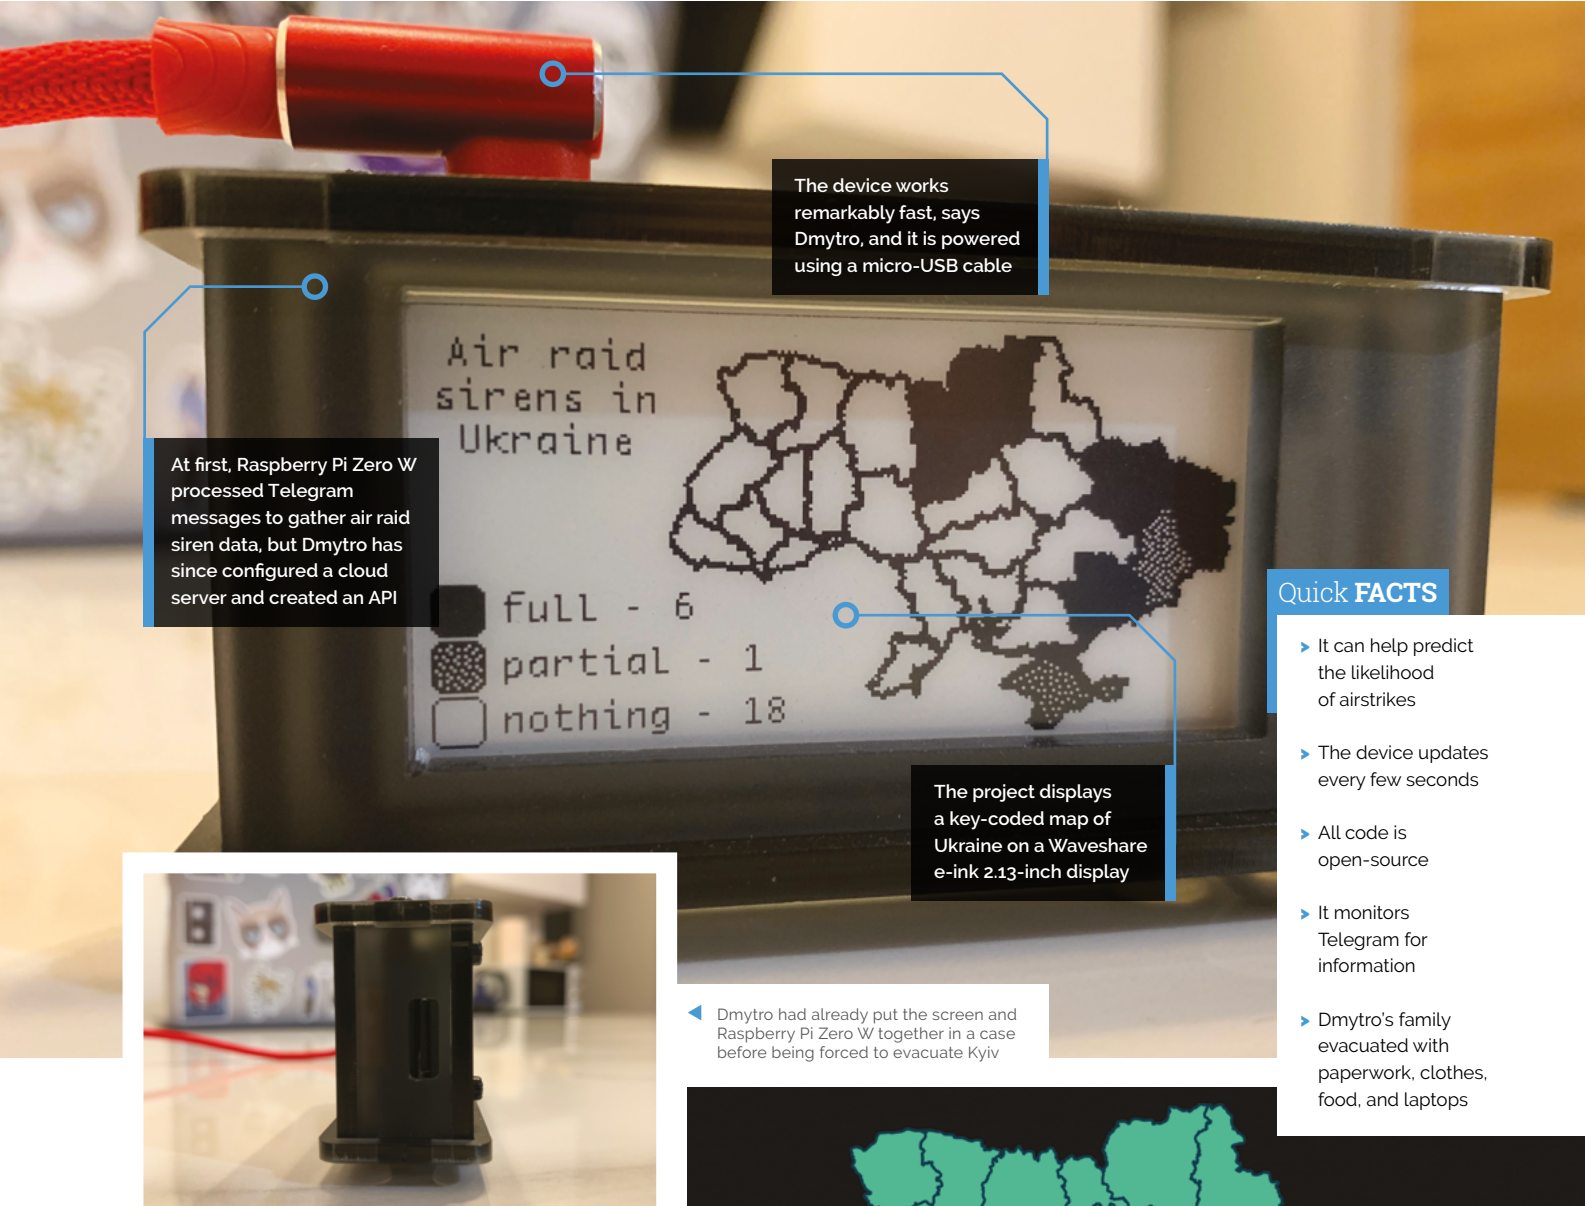 The device works
remarkably fast, says
Dmytro, and it is powered
using a micro-USB cable
Air raid
sirens in
Ukraine
At first, Raspberry Pi Zero W
processed Telegram
messages to gather air raid
siren data, but Dmytro has
since configured a cloud
server and created an API
full - 6
partial - 1
nothing - 18
The project displays
a key-coded map of
Ukraine on a Waveshare
e-ink 2.13-inch display
Quick FACTS
It can help predict
the likelihood
of airstrikes
The device updates
every few seconds
All code is
open-source
It monitors
Telegram for
information
Dmytro's family
evacuated with
paperwork, clothes,
food, and laptops
Dmytro had already put the screen and
Raspberry Pi Zero W together in a case
before being forced to evacuate Kyiv